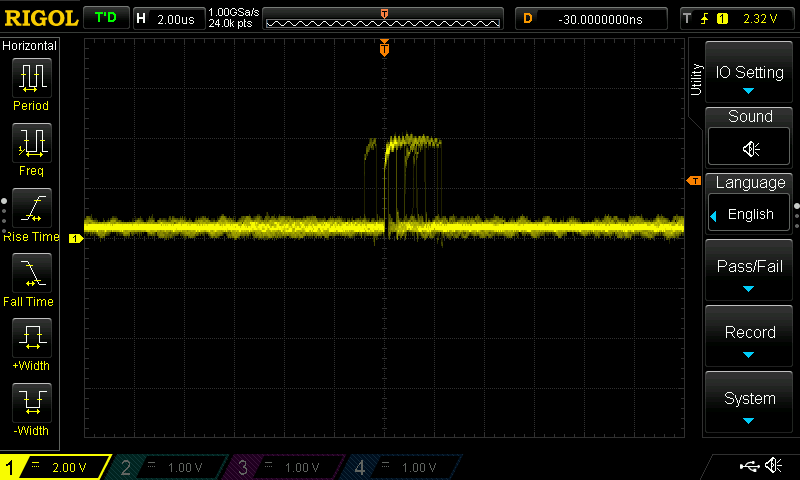 RIGOL T'D H 2.00us 1.00GSa/s 24.0k pts T D -30.0000000ns T 1 2.32 V
Horizontal
Period
Freq
Rise Time
Fall Time
+Width
-Width
T
T
1
Utility
IO Setting
Sound
Language
English
Pass/Fail
Record
System
1 2.00 V 2 1.00 V 3 1.00 V 4 1.00 V